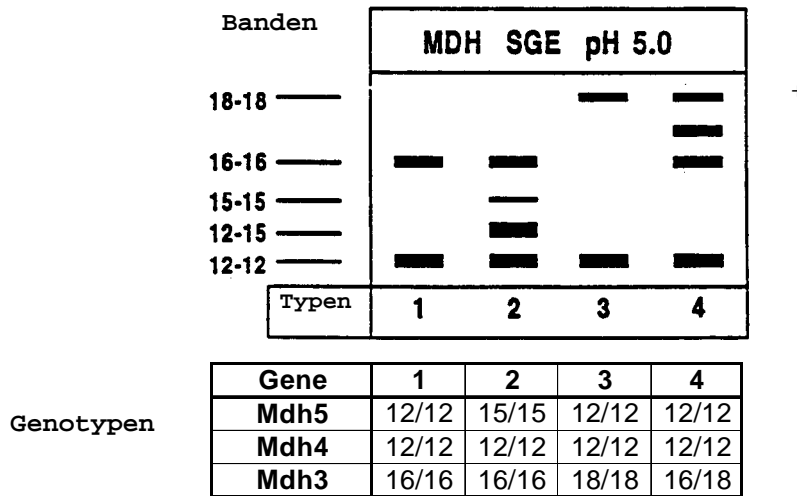 Banden
MDH SGE pH 5.0
18-18
16-16
15-15
12-15
12-12
Typen 1 2 3 4
Gene 1 2 3 4
Genotypen
Mdh5 12/12 15/15 12/12 12/12
Mdh4 12/12 12/12 12/12 12/12
Mdh3 16/16 16/16 18/18 16/18